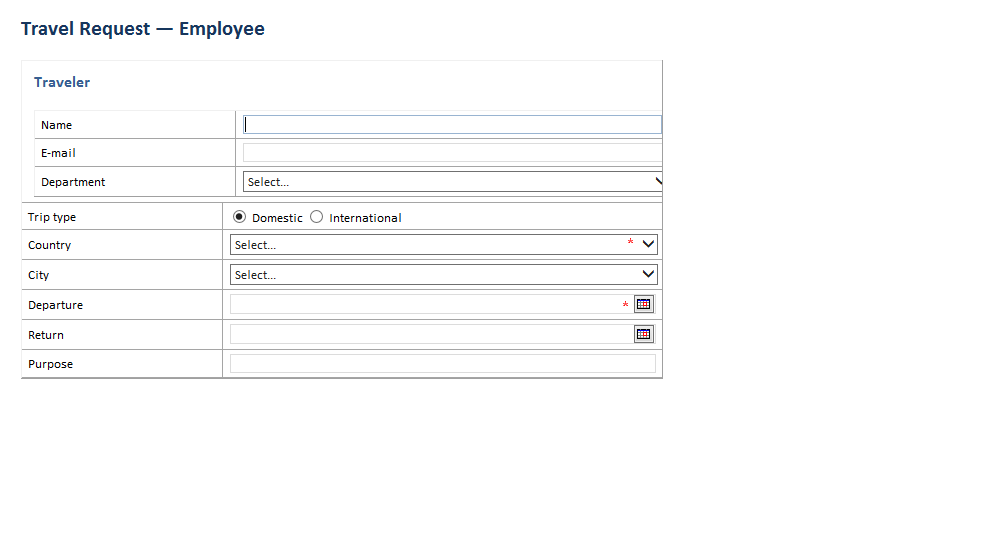 Travel Request — Employee
Traveler
Name
E-mail
Department Select...
Trip type Domestic International
Country Select... *
City Select...
Departure *
Return
Purpose